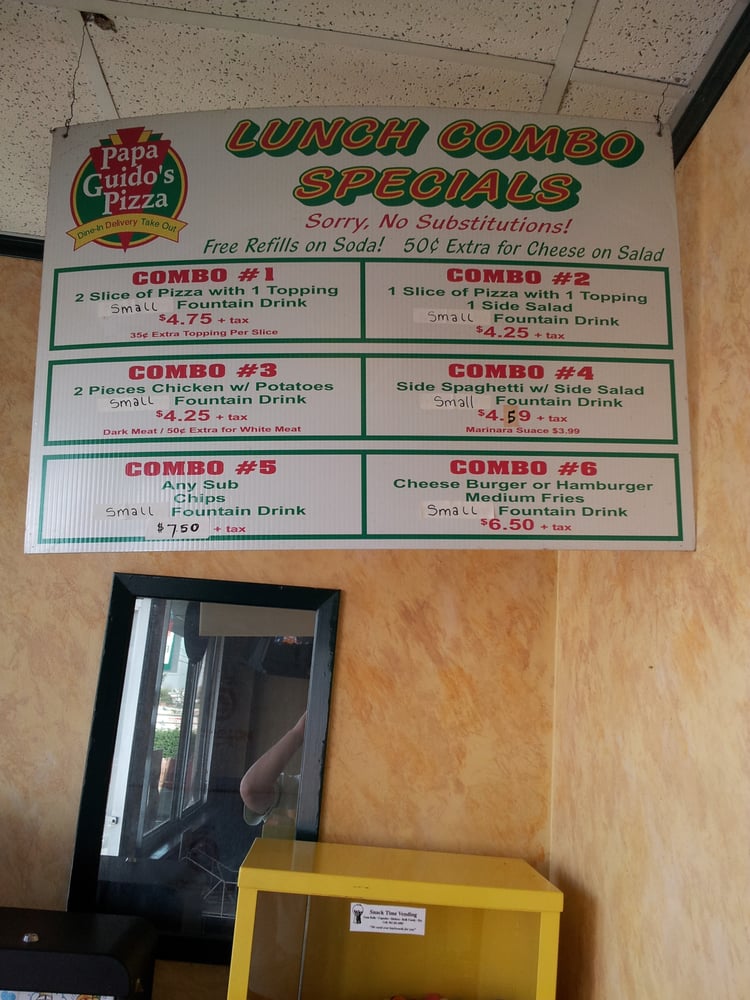 Papa
Guido's
Pizza
Dine-In Delivery Take Out
LUNCH COMBO
SPECIALS
Sorry, No Substitutions!
Free Refills on Soda! 50¢ Extra for Cheese on Salad
COMBO #1
2 Slice of Pizza with 1 Topping
Small Fountain Drink
$4.75 + tax
35¢ Extra Topping Per Slice
COMBO #2
1 Slice of Pizza with 1 Topping
1 Side Salad
Small Fountain Drink
$4.25 + tax
COMBO #3
2 Pieces Chicken w/ Potatoes
Small Fountain Drink
$4.25 + tax
Dark Meat / 50¢ Extra for White Meat
COMBO #4
Side Spaghetti w/ Side Salad
Small Fountain Drink
$4.59 + tax
Marinara Suace $3.99
COMBO #5
Any Sub
Chips
Small Fountain Drink
$7.50 + tax
COMBO #6
Cheese Burger or Hamburger
Medium Fries
Small Fountain Drink
$6.50 + tax
Snack Time Vending